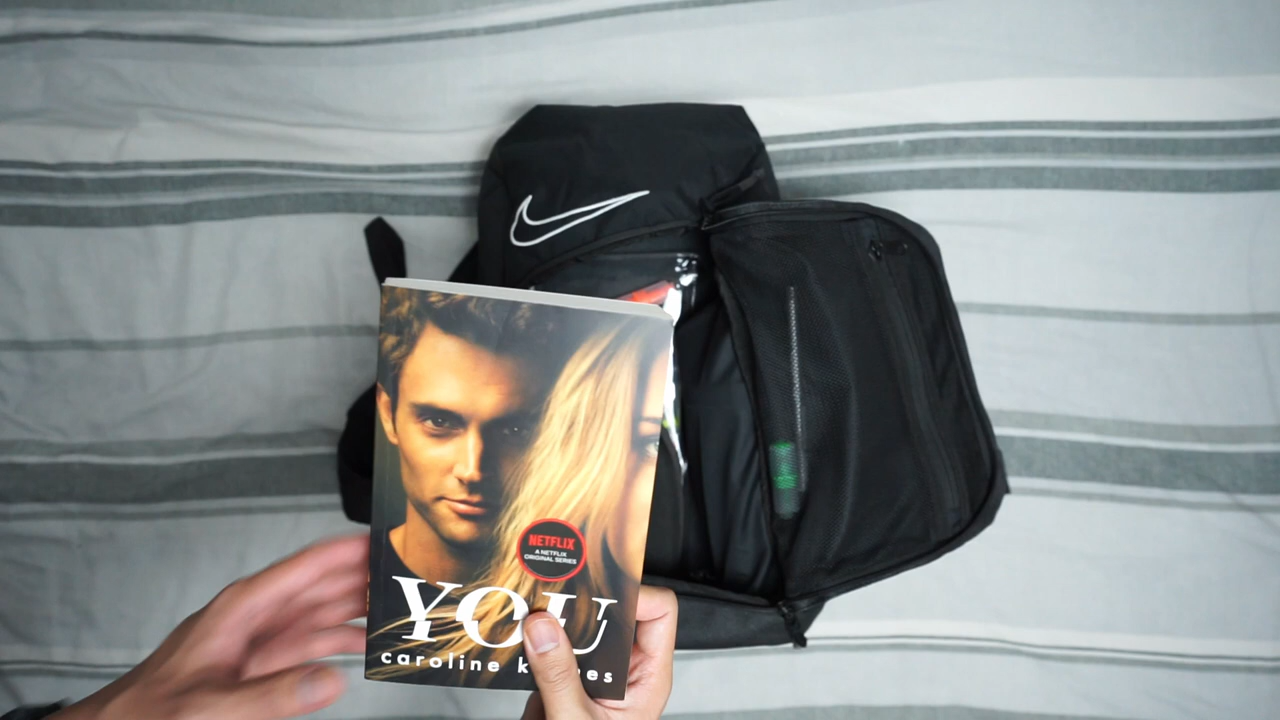 NETFLIX
A NETFLIX
ORIGINAL SERIES
YOU
caroline